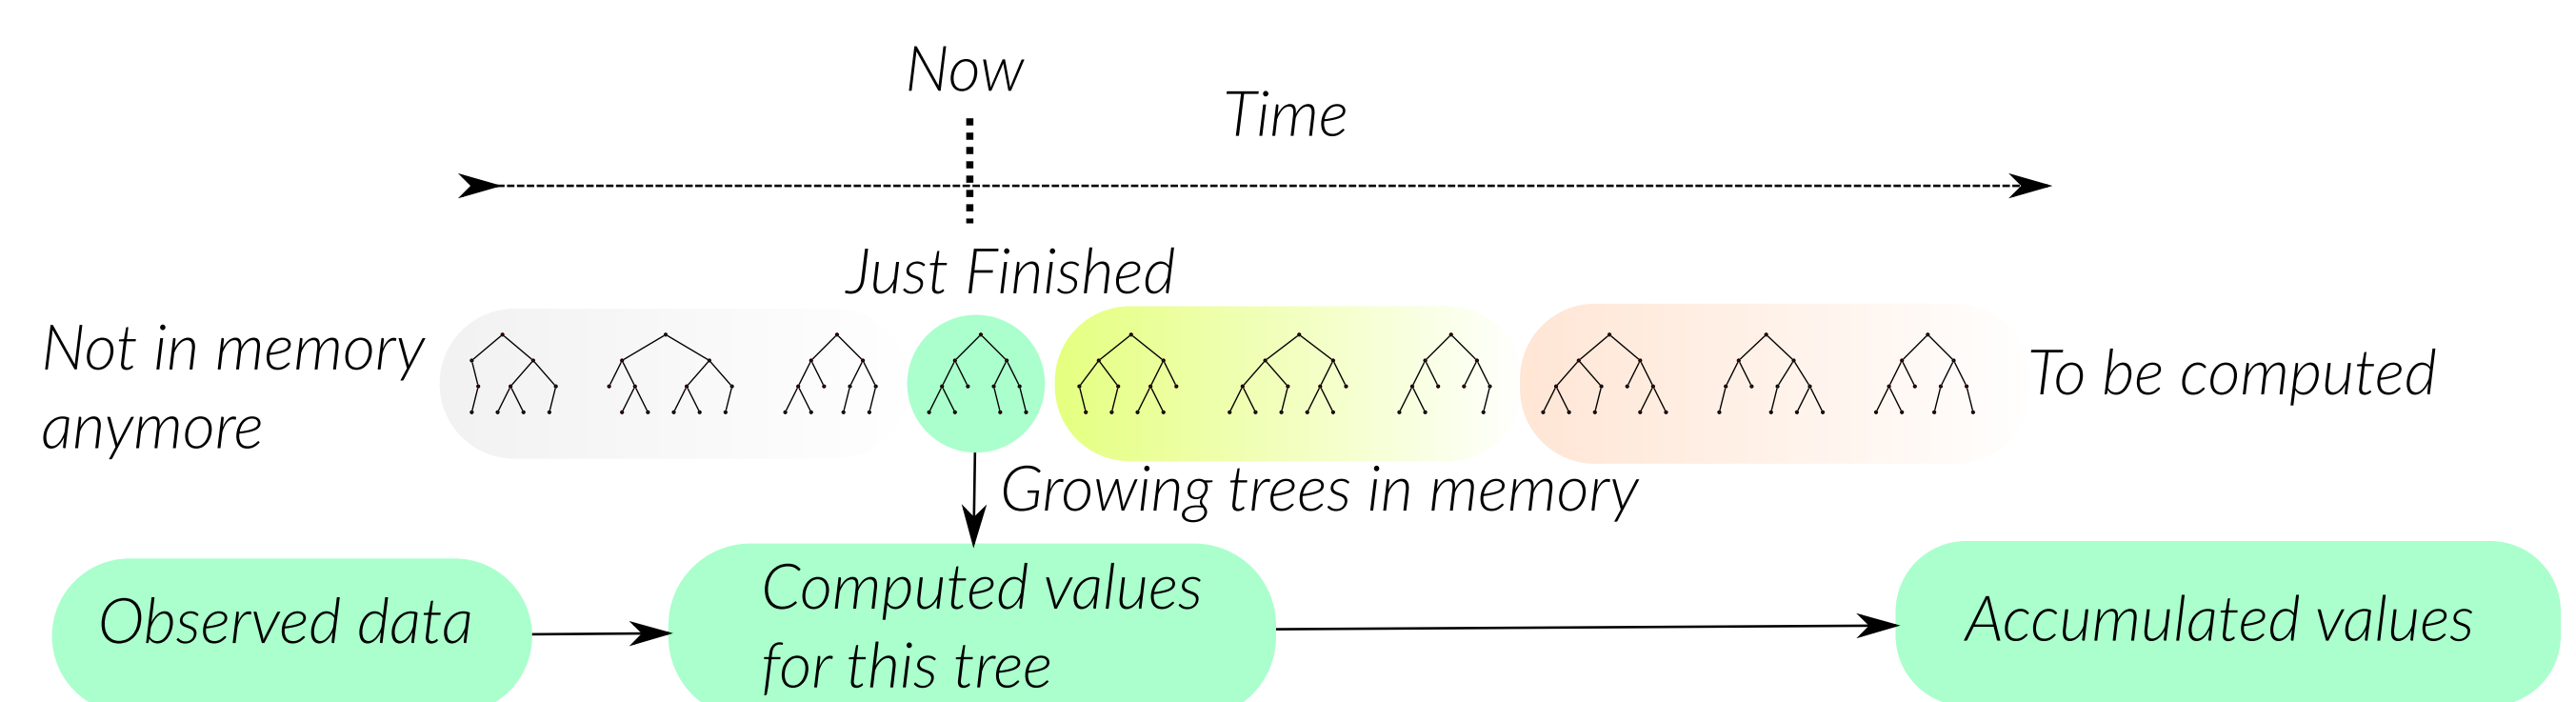 Now
Time
Just Finished
Not in memory
anymore
To be computed
Growing trees in memory
Observed data
Computed values
for this tree
Accumulated values